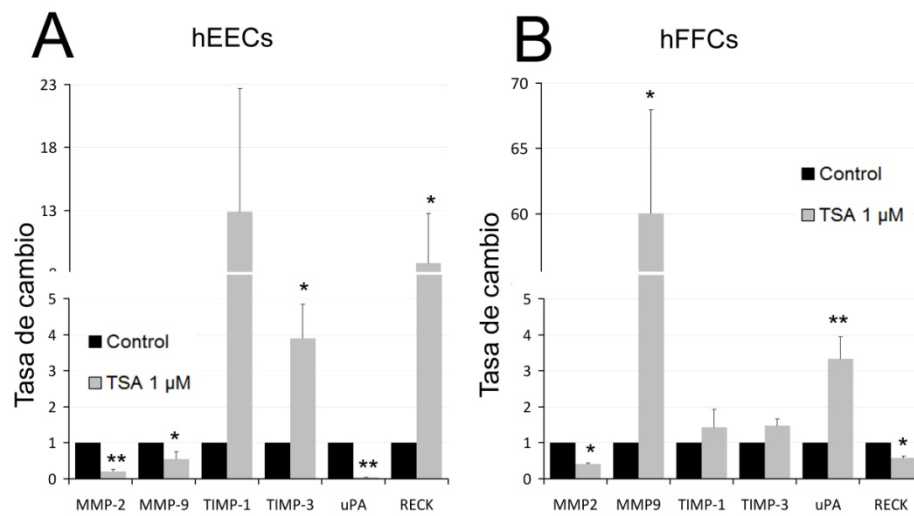 A
hEECs
Tasa de cambio
23
18
13
8
5
4
3
2
1
0
Control
TSA 1 µM
**
*
*
**
*
MMP-2 MMP-9 TIMP-1 TIMP-3 uPA RECK
B
hFFCs
Tasa de cambio
70
65
60
5
4
3
2
1
0
Control
TSA 1 µM
*
*
**
*
MMP2 MMP9 TIMP-1 TIMP-3 uPA RECK